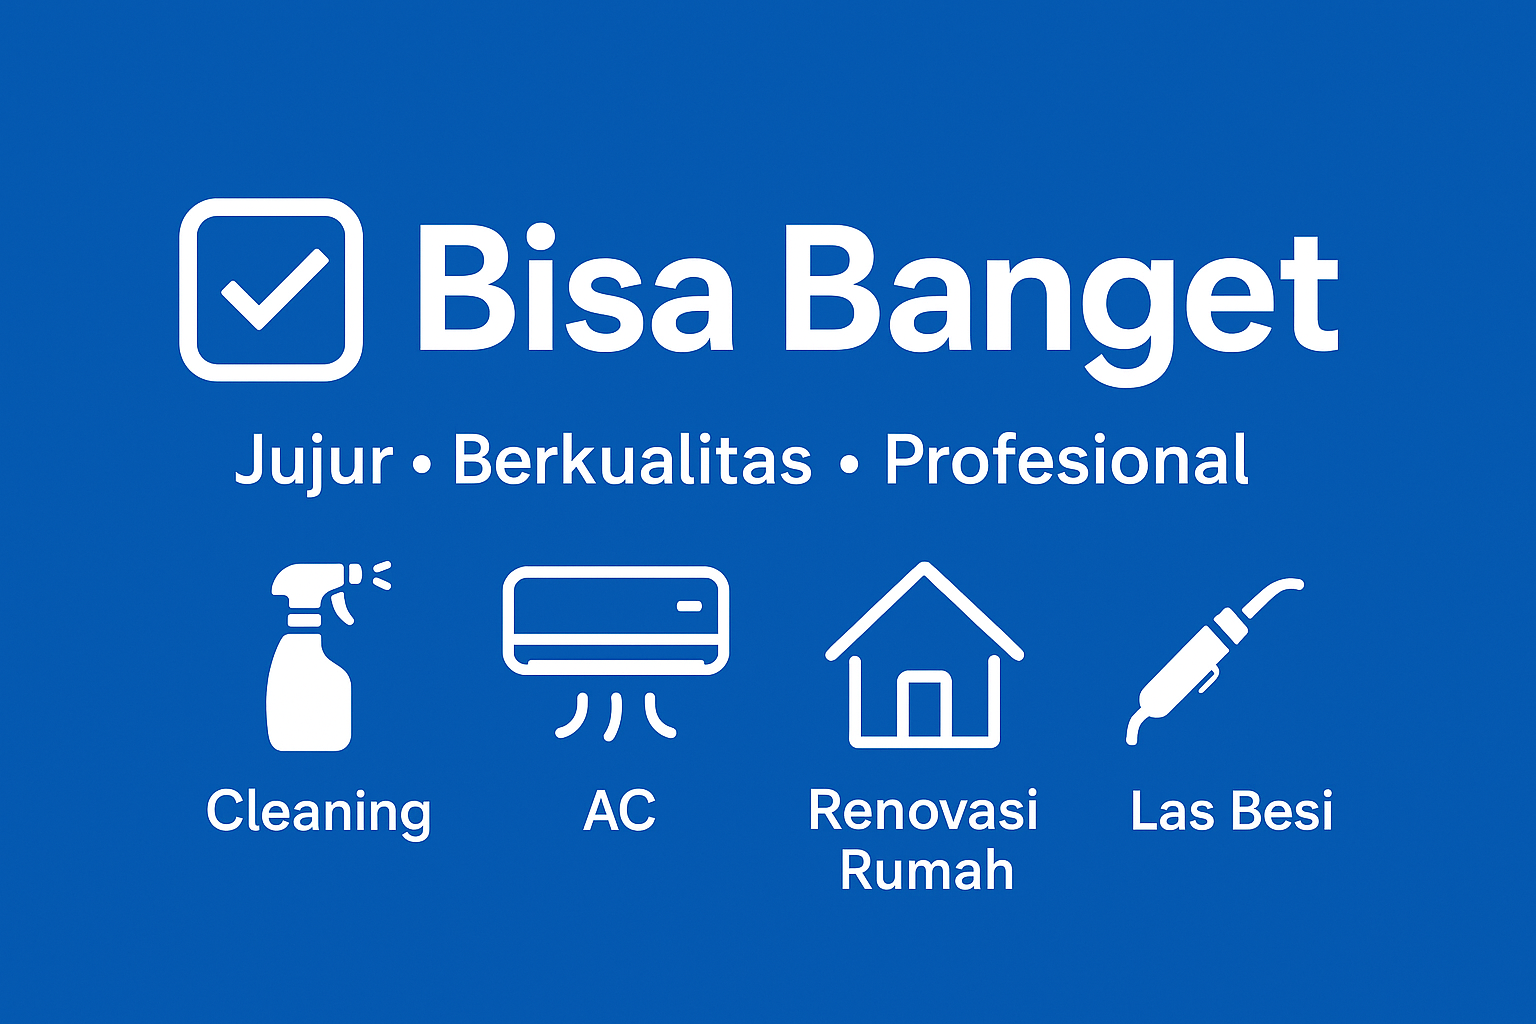 Bisa Banget
Jujur • Berkualitas • Profesional
Cleaning
AC
Renovasi
Rumah
Las Besi